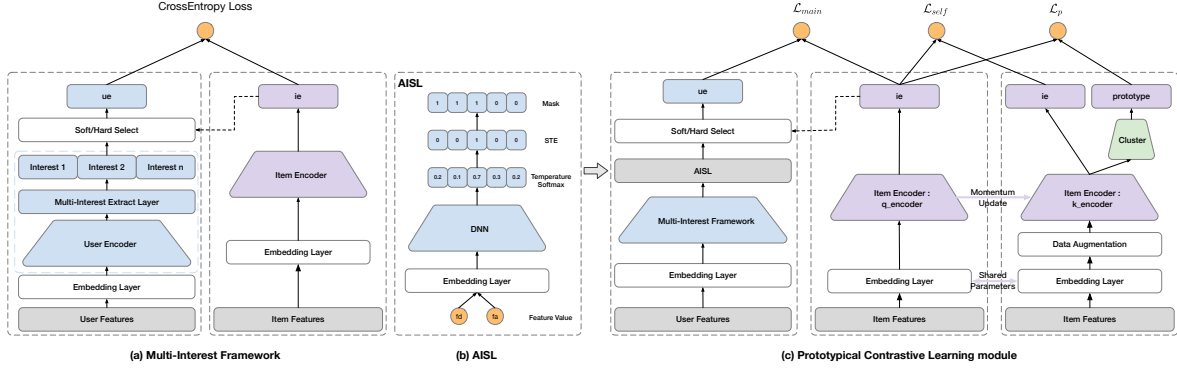 CrossEntropy Loss
ue
ie
Soft/Hard Select
Interest 1 Interest 2 Interest n
Multi-Interest Extract Layer
User Encoder
Item Encoder
Embedding Layer
Embedding Layer
User Features
Item Features
(a) Multi-Interest Framework
AISL
1 1 1 0 0 Mask
0 0 1 0 0 STE
0.2 0.1 0.7 0.3 0.2 Temperature
Softmax
DNN
Embedding Layer
fd fa Feature Value
(b) AISL
ℒmain
ℒself
ℒp
ue
ie
ie
prototype
Soft/Hard Select
Cluster
AISL
Multi-Interest Framework
Item Encoder :
q_encoder
Momentum
Update
Item Encoder :
k_encoder
Data Augmentation
Embedding Layer
Embedding Layer
Shared
Parameters
Embedding Layer
User Features
Item Features
Item Features
(c) Prototypical Contrastive Learning module